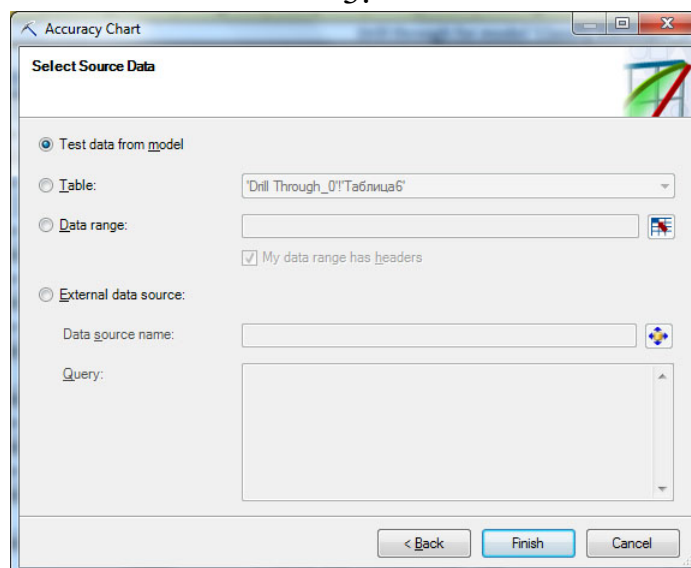 Accuracy Chart
Select Source Data
Test data from model
Table:
'Drill Through_0'!'Таблица6'
Data range:
My data range has headers
External data source:
Data source name:
Query:
< Back
Finish
Cancel